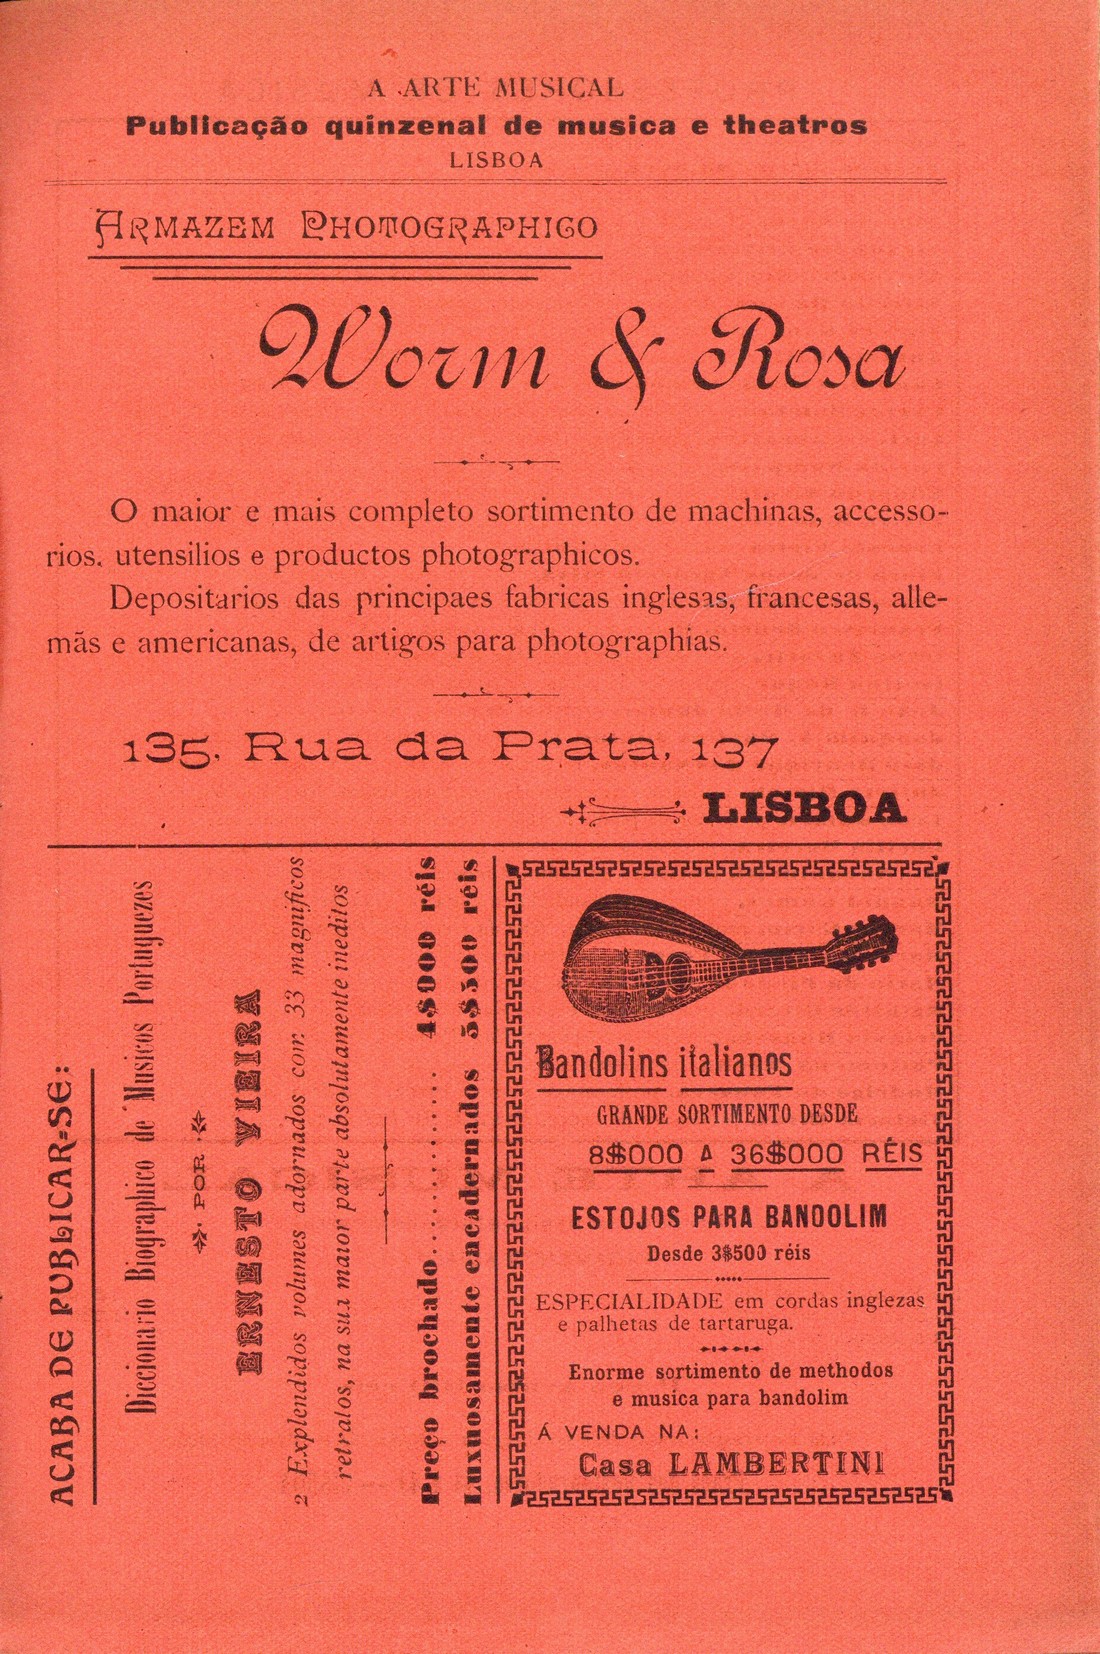 A ARTE MUSICAL
Publicação quinzenal de musica e theatros
LISBOA
ARMAZEM PHOTOGRAPHICO
Worm & Rosa
O maior e mais completo sortimento de machinas, accesso-
rios. utensilios e productos photographicos.
Depositarios das principaes fabricas inglesas, francesas, alle-
mãs e americanas, de artigos para photographias.
135, Rua da Prata, 137
LISBOA
ACABA DE PUBLICAR-SE:
Diccionario Biographico de Musicos Portuguezes
POR
ERNESTO VIEIRA
2 Explendidos volumes adornados com 33 magnificos
retratos, na sua maior parte absolutamente ineditos
Preço brochado.............. 4$000 réis
Luxuosamente encadernados 5$500 réis
Bandolins italianos
GRANDE SORTIMENTO DESDE
8$000 A 36$000 RÉIS
ESTOJOS PARA BANDOLIM
Desde 3$500 réis
ESPECIALIDADE em cordas inglezas
e palhetas de tartaruga.
Enorme sortimento de methodos
e musica para bandolim
Á VENDA NA:
Casa LAMBERTINI